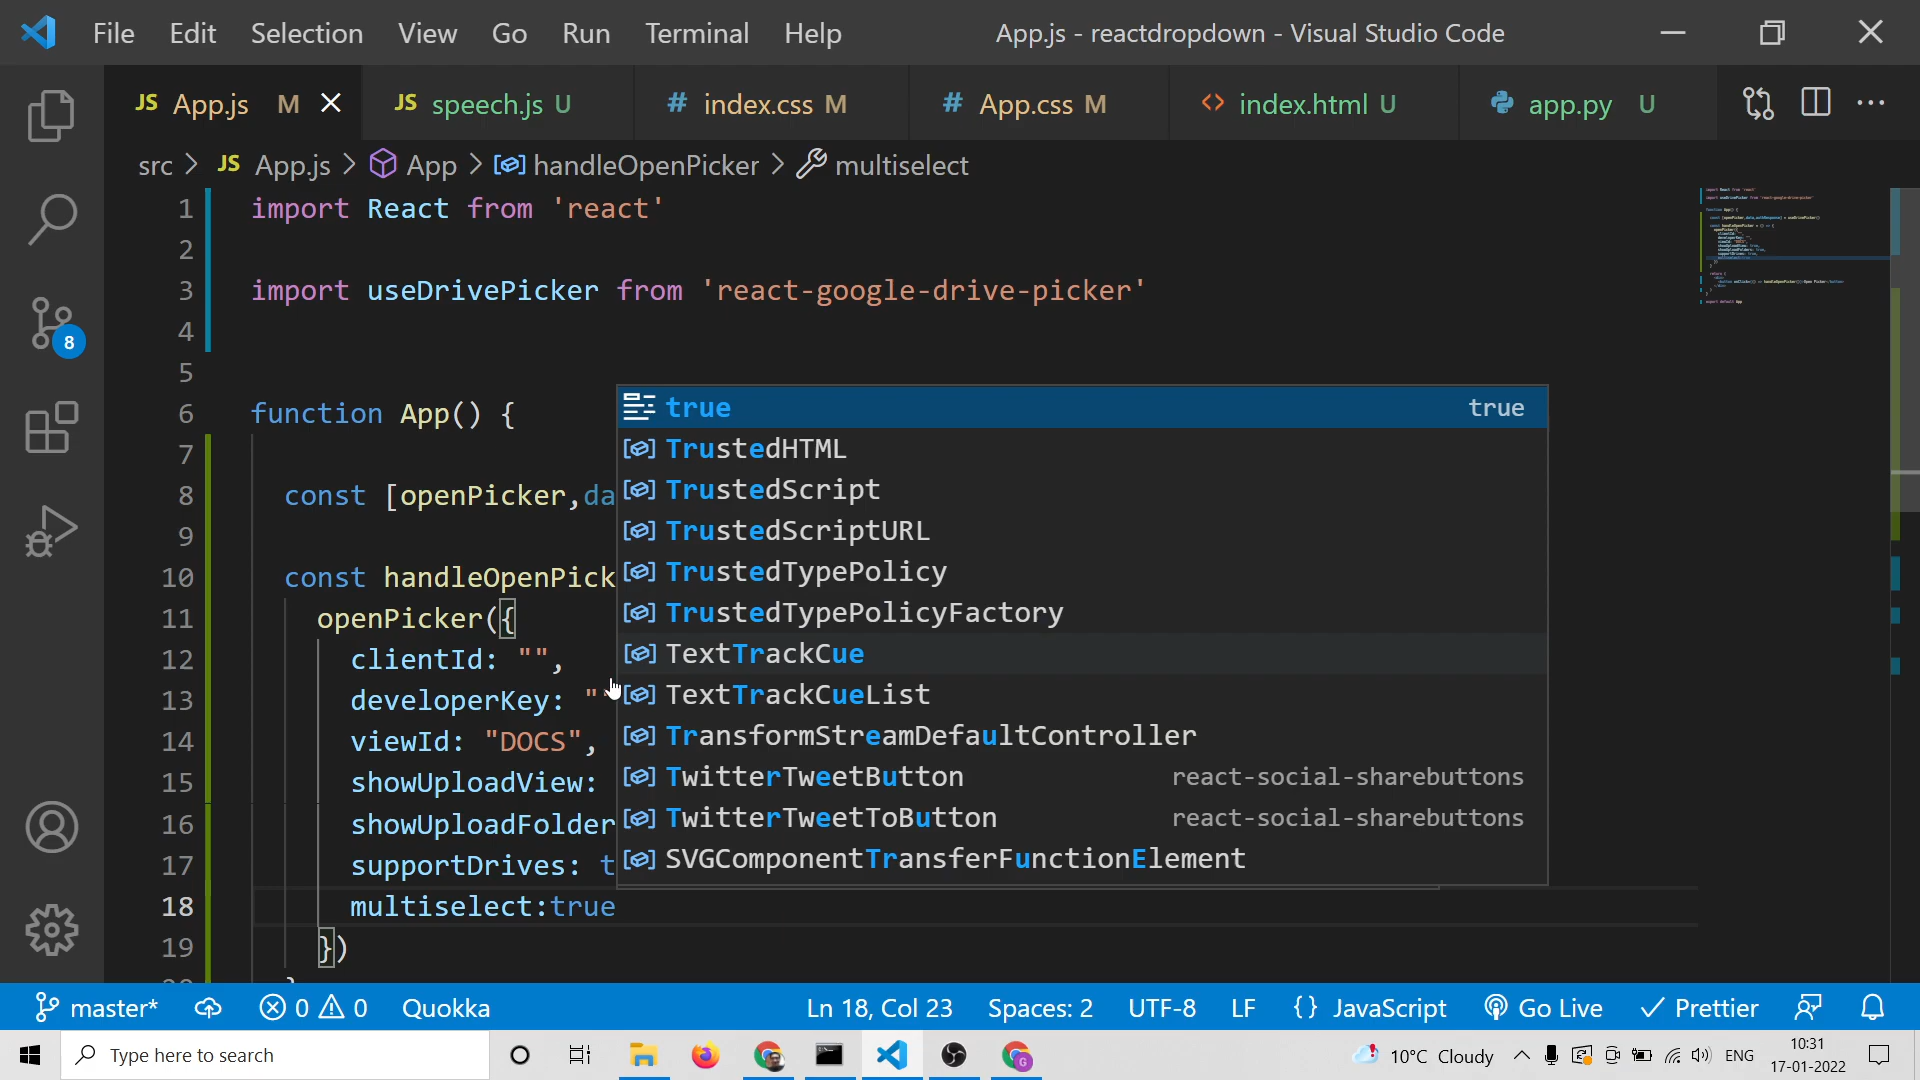 File Edit Selection View Go Run Terminal Help App.js - reactdropdown - Visual Studio Code
JS App.js M JS speech.js U # index.css M # App.css M <> index.html U app.py U
src > JS App.js > App > handleOpenPicker > multiselect
1 import React from 'react'
2
3 import useDrivePicker from 'react-google-drive-picker'
4
5
6 function App() {
7
8 const [openPicker,da
9
10 const handleOpenPick
11 openPicker({
12 clientId: "",
13 developerKey: "
14 viewId: "DOCS",
15 showUploadView:
16 showUploadFolder
17 supportDrives: t
18 multiselect:true
19 })
true true
TrustedHTML
TrustedScript
TrustedScriptURL
TrustedTypePolicy
TrustedTypePolicyFactory
TextTrackCue
TextTrackCueList
TransformStreamDefaultController
TwitterTweetButton react-social-sharebuttons
TwitterTweetToButton react-social-sharebuttons
SVGComponentTransferFunctionElement
8
master* 0 0 Quokka Ln 18, Col 23 Spaces: 2 UTF-8 LF {} JavaScript Go Live Prettier
Type here to search 10°C Cloudy ENG 10:31
17-01-2022